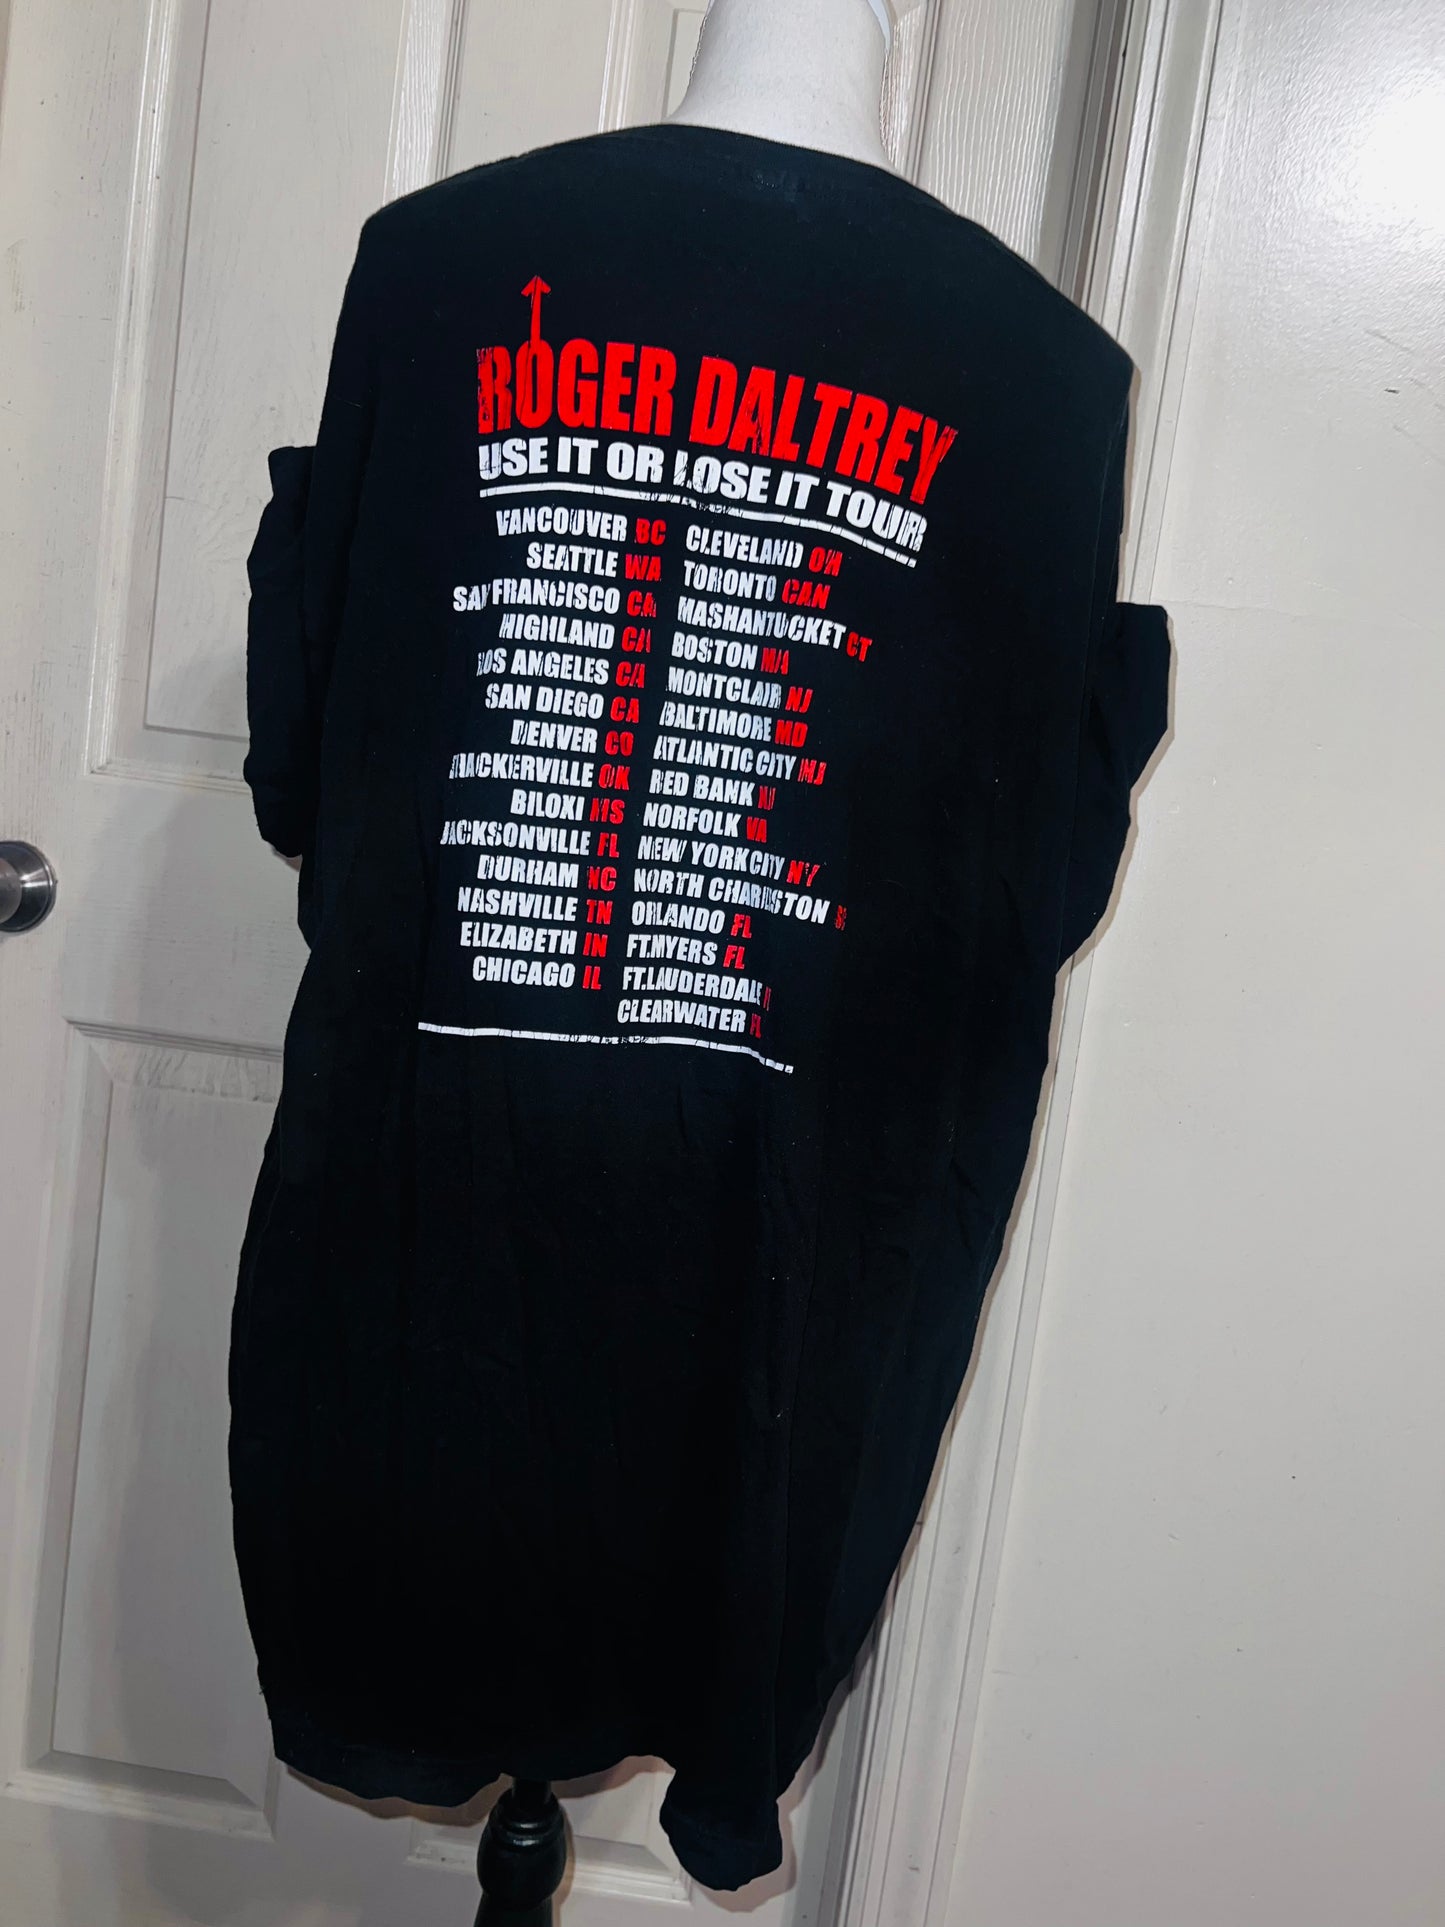 ROGER DALTREY
USE IT OR LOSE IT TOUR
VANCOUVER BC
SEATTLE WA
SAN FRANCISCO CA
HIGHLAND CA
LOS ANGELES CA
SAN DIEGO CA
DENVER CO
THACKERVILLE OK
BILOXI MS
JACKSONVILLE FL
DURHAM NC
NASHVILLE TN
ELIZABETH IN
CHICAGO IL
CLEVELAND OH
TORONTO CAN
MASHANTUCKET CT
BOSTON MA
MONTCLAIR NJ
BALTIMORE MD
ATLANTIC CITY NJ
RED BANK NJ
NORFOLK VA
NEW YORK CITY NY
NORTH CHARLESTON
ORLANDO FL
FT.MYERS FL
FT.LAUDERDALE
CLEARWATER FL